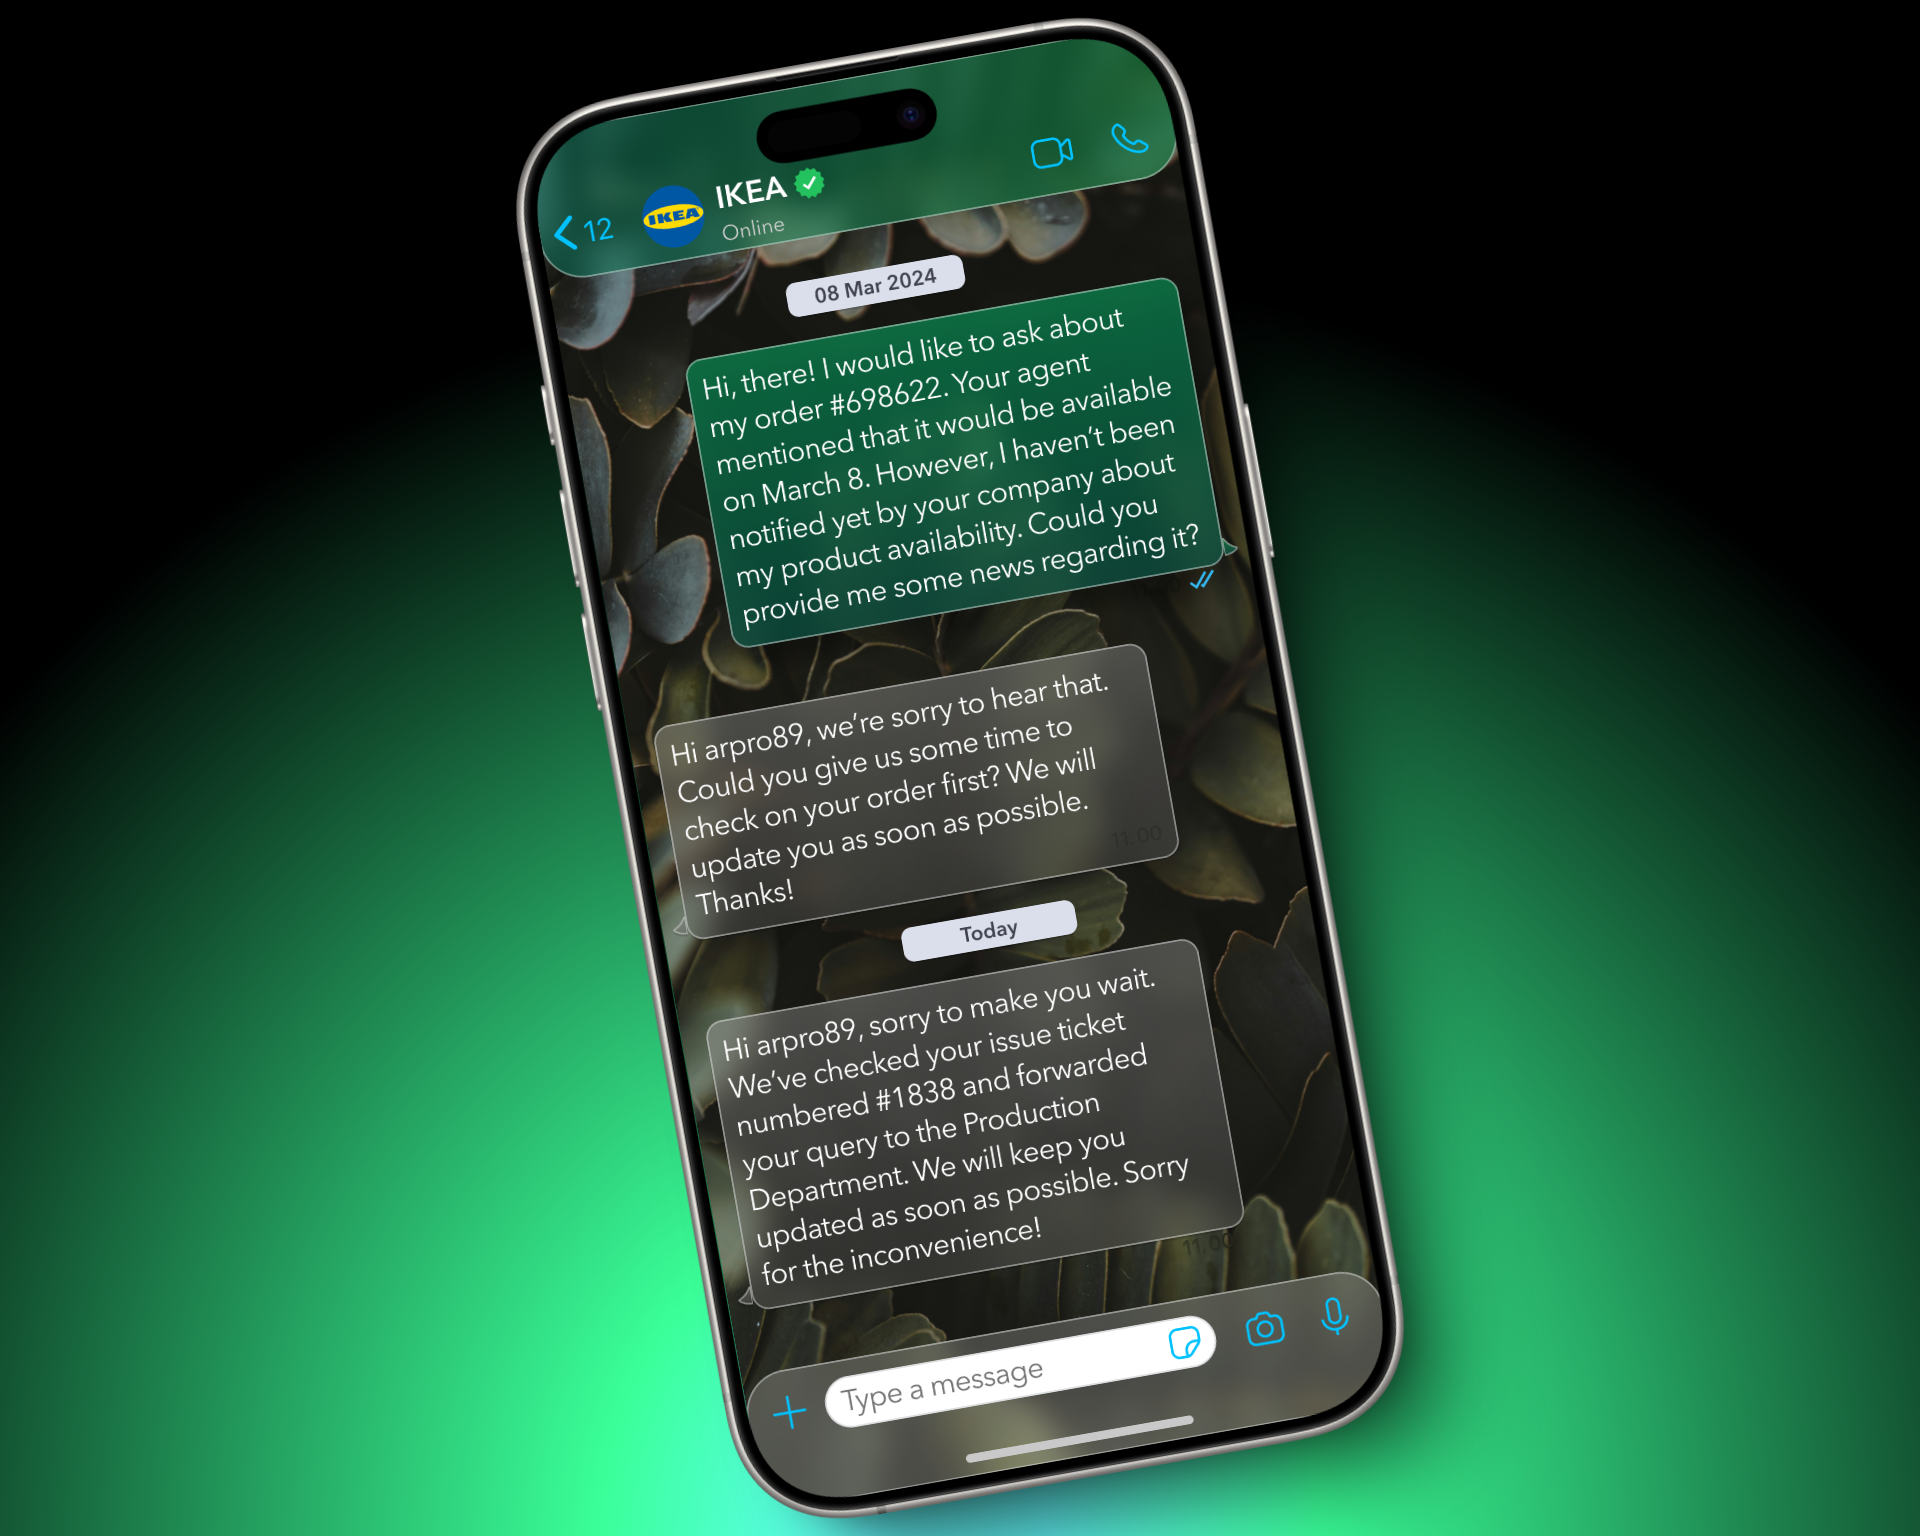 12
IKEA
IKEA
Online
08 Mar 2024
Hi, there! I would like to ask about
my order #698622. Your agent
mentioned that it would be available
on March 8. However, I haven't been
notified yet by your company about
my product availability. Could you
provide me some news regarding it?
Hi arpro89, we're sorry to hear that.
Could you give us some time to
check on your order first? We will
update you as soon as possible.
Thanks!
11.00
Today
Hi arpro89, sorry to make you wait.
We've checked your issue ticket
numbered #1838 and forwarded
your query to the Production
Department. We will keep you
updated as soon as possible. Sorry
for the inconvenience!
11.00
Type a message